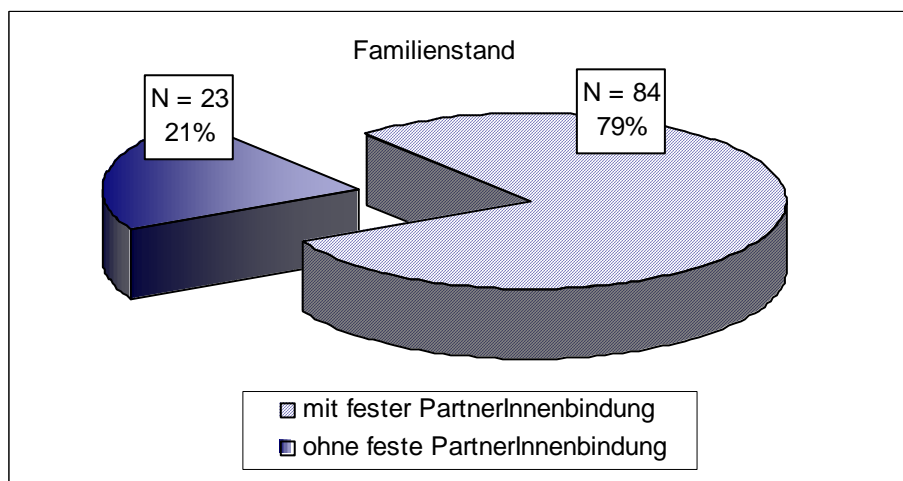 Familienstand
N = 23
21%
N = 84
79%
mit fester PartnerInnenbindung
ohne feste PartnerInnenbindung